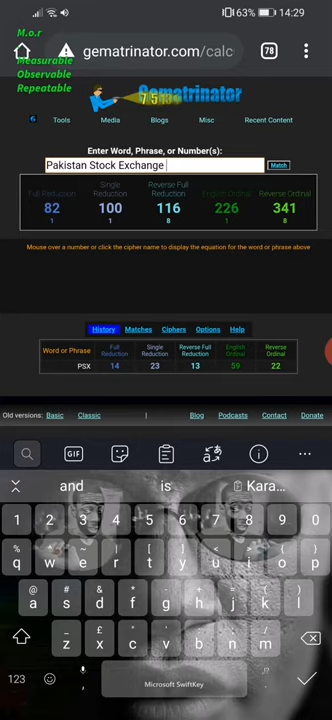 14:29
63%
M.o.r
Measurable
Observable
Repeatable
gematrinator.com/calc
78
Gematrinator
Tools Media Blogs Misc Recent Content
Enter Word, Phrase, or Number(s):
Pakistan Stock Exchange
Match
Full Reduction Single Reduction Reverse Full Reduction English Ordinal Reverse Ordinal
82 100 116 226 341
1 1 8 1 8
Mouse over a number or click the cipher name to display the equation for the word or phrase above
History Matches Ciphers Options Help
Word or Phrase Full Reduction Single Reduction Reverse Full Reduction English Ordinal Reverse Ordinal
PSX 14 23 13 59 22
Old versions: Basic Classic | Blog Podcasts Contact Donate
GIF
and is Kara...
1 2 3 4 5 6 7 8 9 0
q w e r t y u i o p
a s d f g h j k l
z x c v b n m
123 , Microsoft SwiftKey .